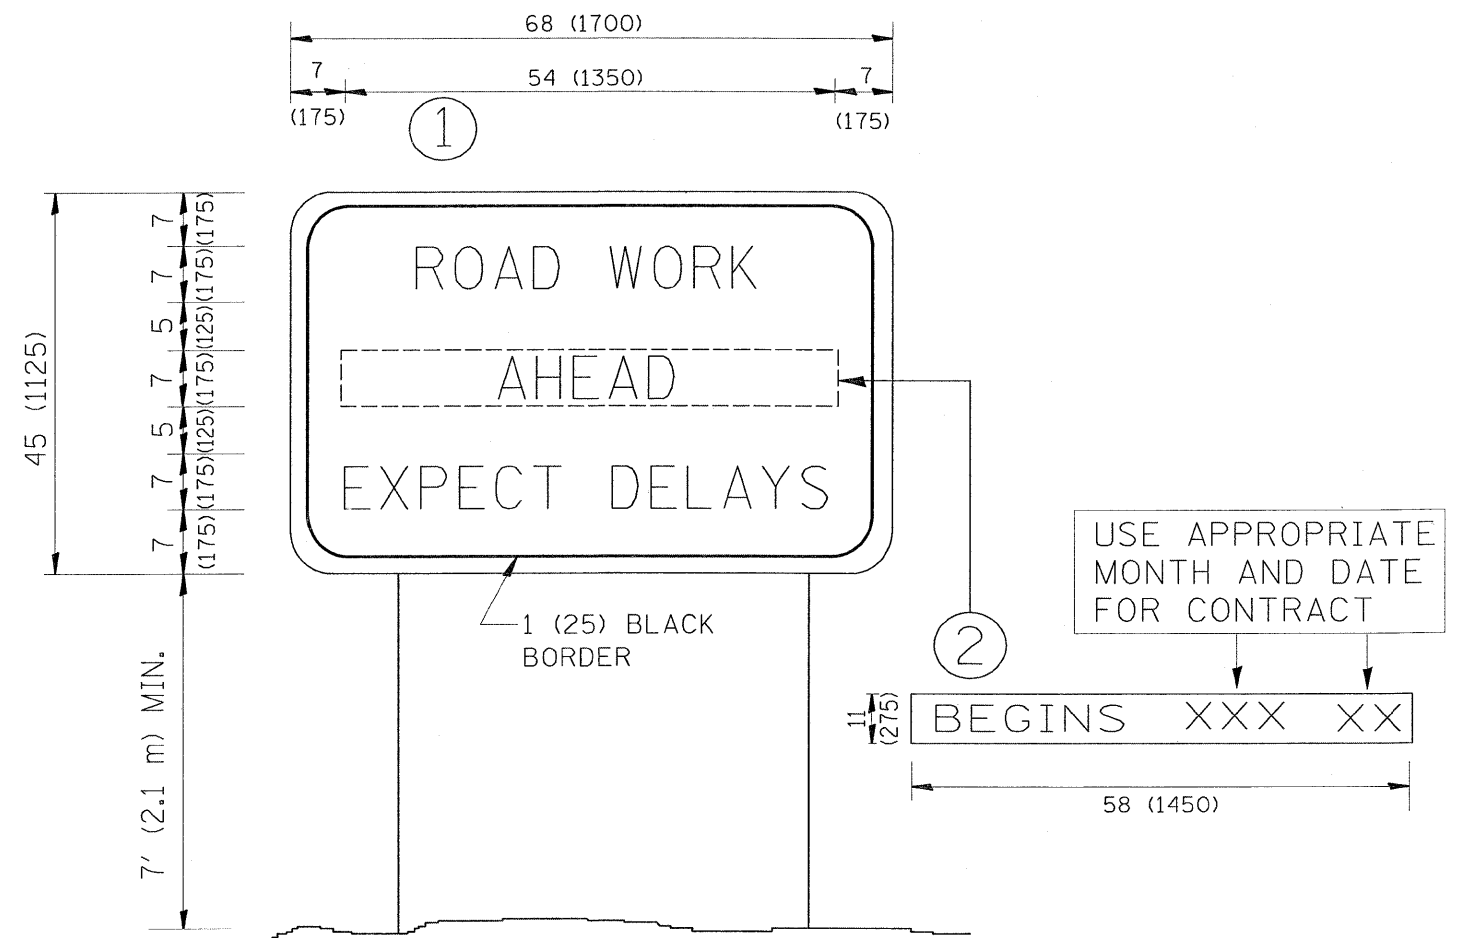 68 (1700)
7
54 (1350)
7
(175)
(175)
1
45 (1125)
7 (175)
7 (175)
5 (125)
7 (175)
5 (125)
7 (175)
7 (175)
ROAD WORK
AHEAD
EXPECT DELAYS
1 (25) BLACK
BORDER
7' (2.1 m) MIN.
2
USE APPROPRIATE
MONTH AND DATE
FOR CONTRACT
11
(275)
BEGINS XXX XX
58 (1450)